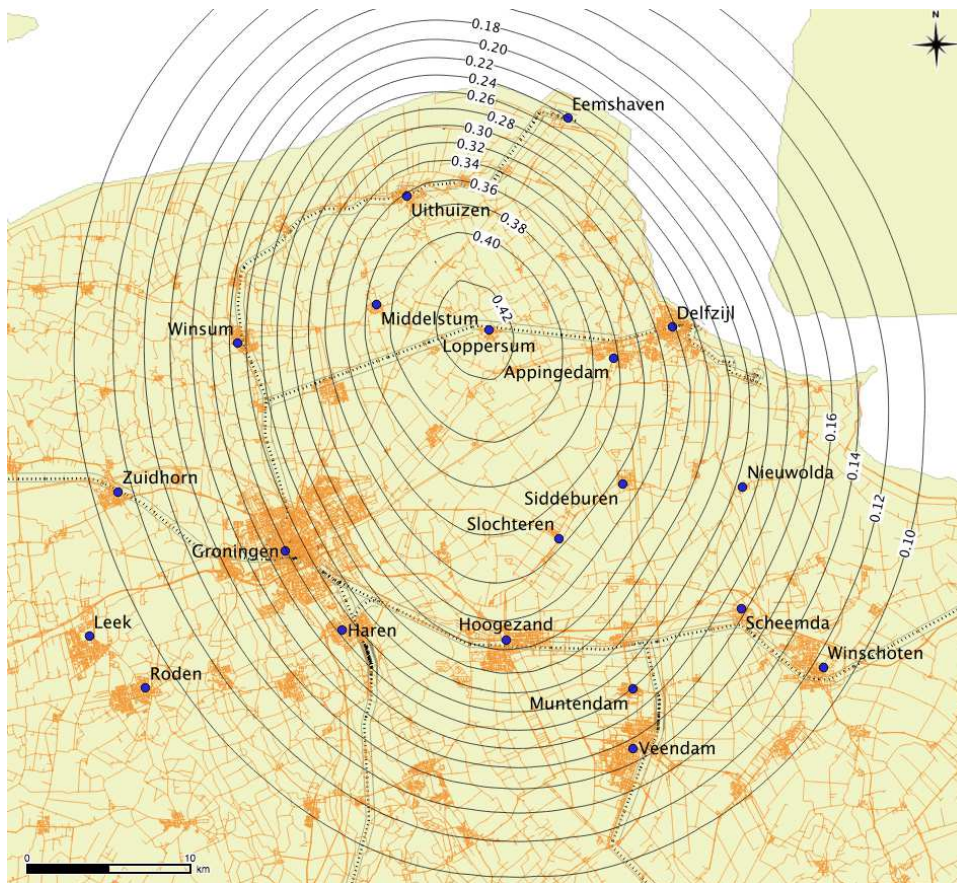 N
0.18
0.20
0.22
0.24
0.26
0.28
0.30
0.32
0.34
0.36
0.38
0.40
0.42
Eemshaven
Uithuizen
Middelstum
Delfzijl
Winsum
Loppersum
Appingedam
0.16
0.14
0.12
0.10
Zuidhorn
Nieuwolda
Siddeburen
Slochteren
Groningen
Leek
Haren
Hoogezand
Scheemda
Winschoten
Roden
Muntendam
Veendam
0 10
km